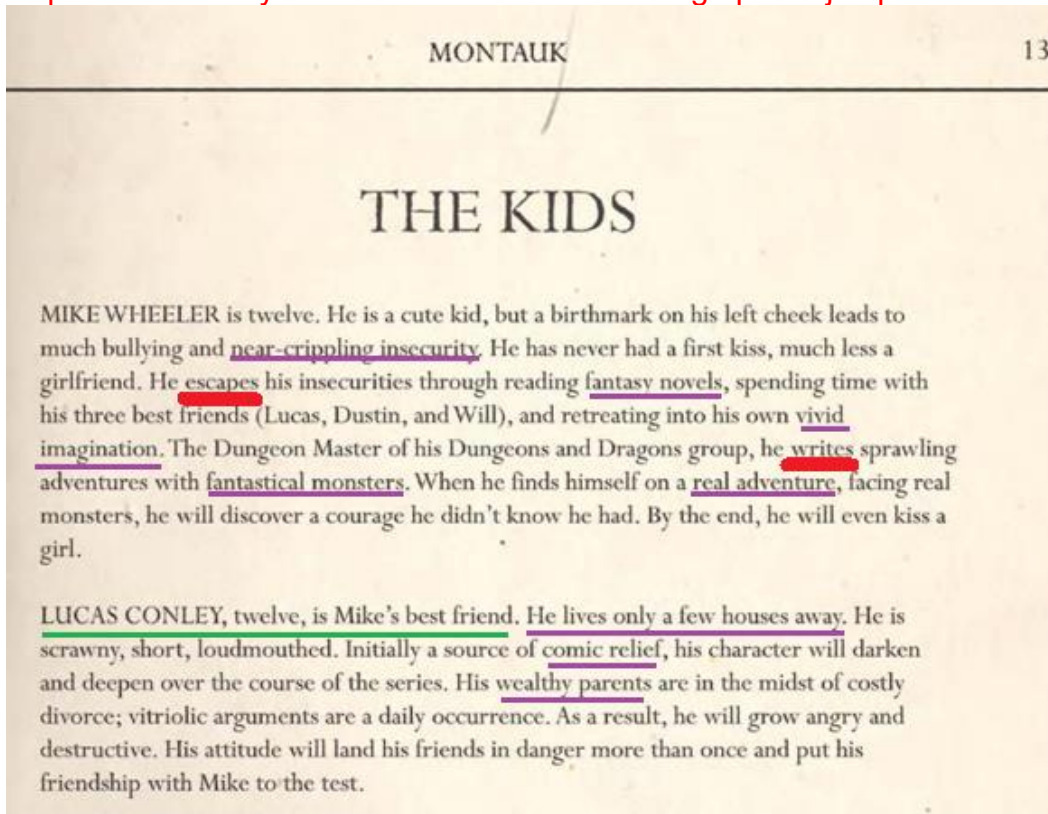 MONTAUK 13
THE KIDS
MIKE WHEELER is twelve. He is a cute kid, but a birthmark on his left cheek leads to
much bullying and near-crippling insecurity. He has never had a first kiss, much less a
girlfriend. He escapes his insecurities through reading fantasy novels, spending time with
his three best friends (Lucas, Dustin, and Will), and retreating into his own vivid
imagination. The Dungeon Master of his Dungeons and Dragons group, he writes sprawling
adventures with fantastical monsters. When he finds himself on a real adventure, facing real
monsters, he will discover a courage he didn't know he had. By the end, he will even kiss a
girl.
LUCAS CONLEY, twelve, is Mike's best friend. He lives only a few houses away. He is
scrawny, short, loudmouthed. Initially a source of comic relief, his character will darken
and deepen over the course of the series. His wealthy parents are in the midst of costly
divorce; vitriolic arguments are a daily occurrence. As a result, he will grow angry and
destructive. His attitude will land his friends in danger more than once and put his
friendship with Mike to the test.